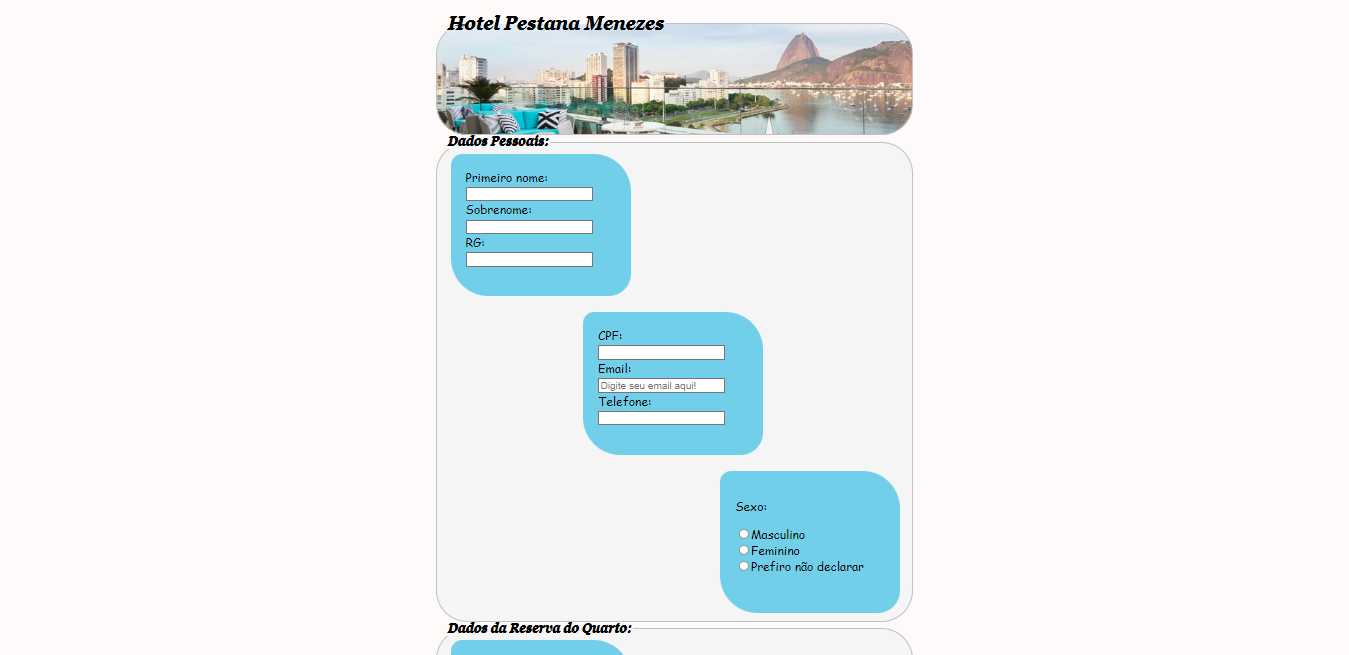 Hotel Pestana Menezes
Dados Pessoais:
Primeiro nome:
Sobrenome:
RG:
CPF:
Email:
Digite seu email aqui!
Telefone:
Sexo:
Masculino
Feminino
Prefiro não declarar
Dados da Reserva do Quarto: